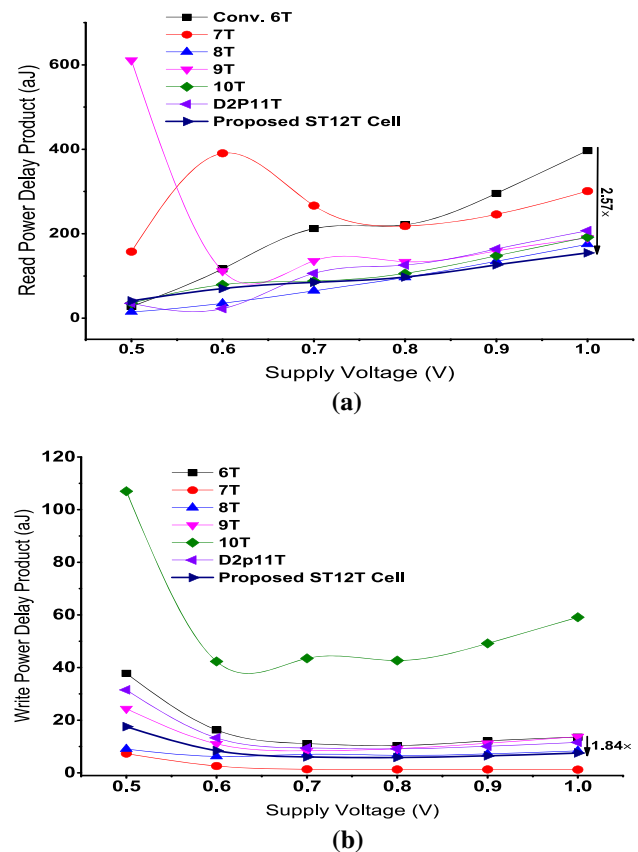 (a)
Conv. 6T
7T
8T
9T
10T
D2P11T
Proposed ST12T Cell
Read Power Delay Product (aJ)
600
400
200
0
2.57×
0.5 0.6 0.7 0.8 0.9 1.0
Supply Voltage (V)
(a)
120
100
80
60
40
20
0
Write Power Delay Product (aJ)
6T
7T
8T
9T
10T
D2p11T
Proposed ST12T Cell
1.84×
0.5 0.6 0.7 0.8 0.9 1.0
Supply Voltage (V)
(b)